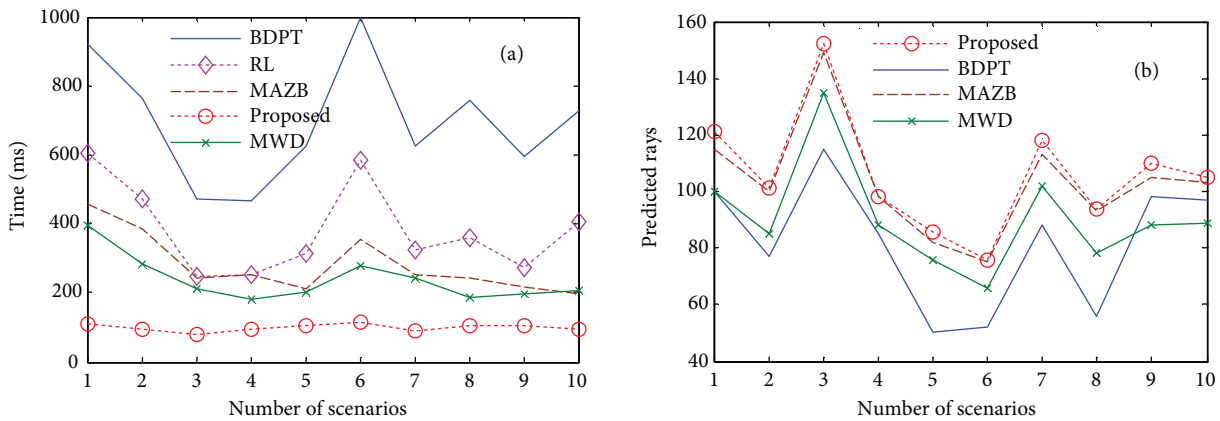 1000
800
600
400
200
0
Time (ms)
BDPT
RL
MAZB
Proposed
MWD
(a)
1 2 3 4 5 6 7 8 9 10
Number of scenarios
160
140
120
100
80
60
40
Predicted rays
Proposed
BDPT
MAZB
MWD
(b)
1 2 3 4 5 6 7 8 9 10
Number of scenarios